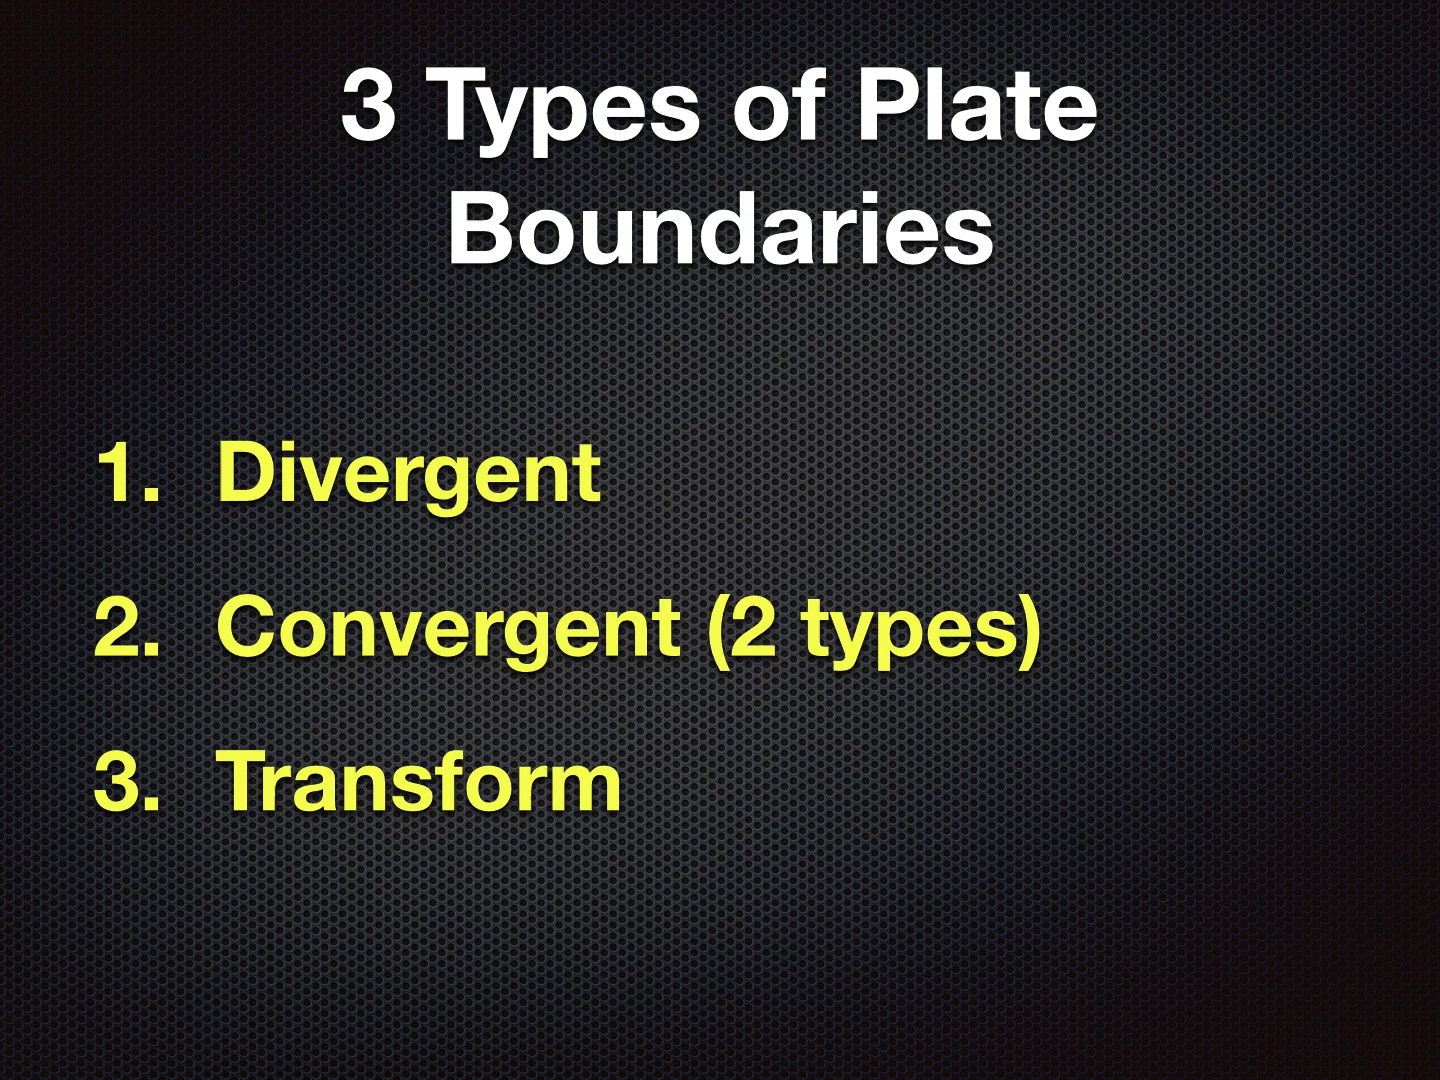 3 Types of Plate
Boundaries
1. Divergent
2. Convergent (2 types)
3. Transform